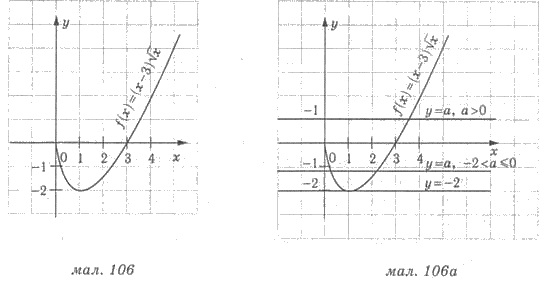 y
f(x)=(x−3)√x
0 1 2 3 4 x
−1
−2
мал. 106
y
f(x)=(x−3)√x
−1
y=a, a>0
0 1 2 3 4 x
−1
y=a, −2<a≤0
−2
y=−2
мал. 106а